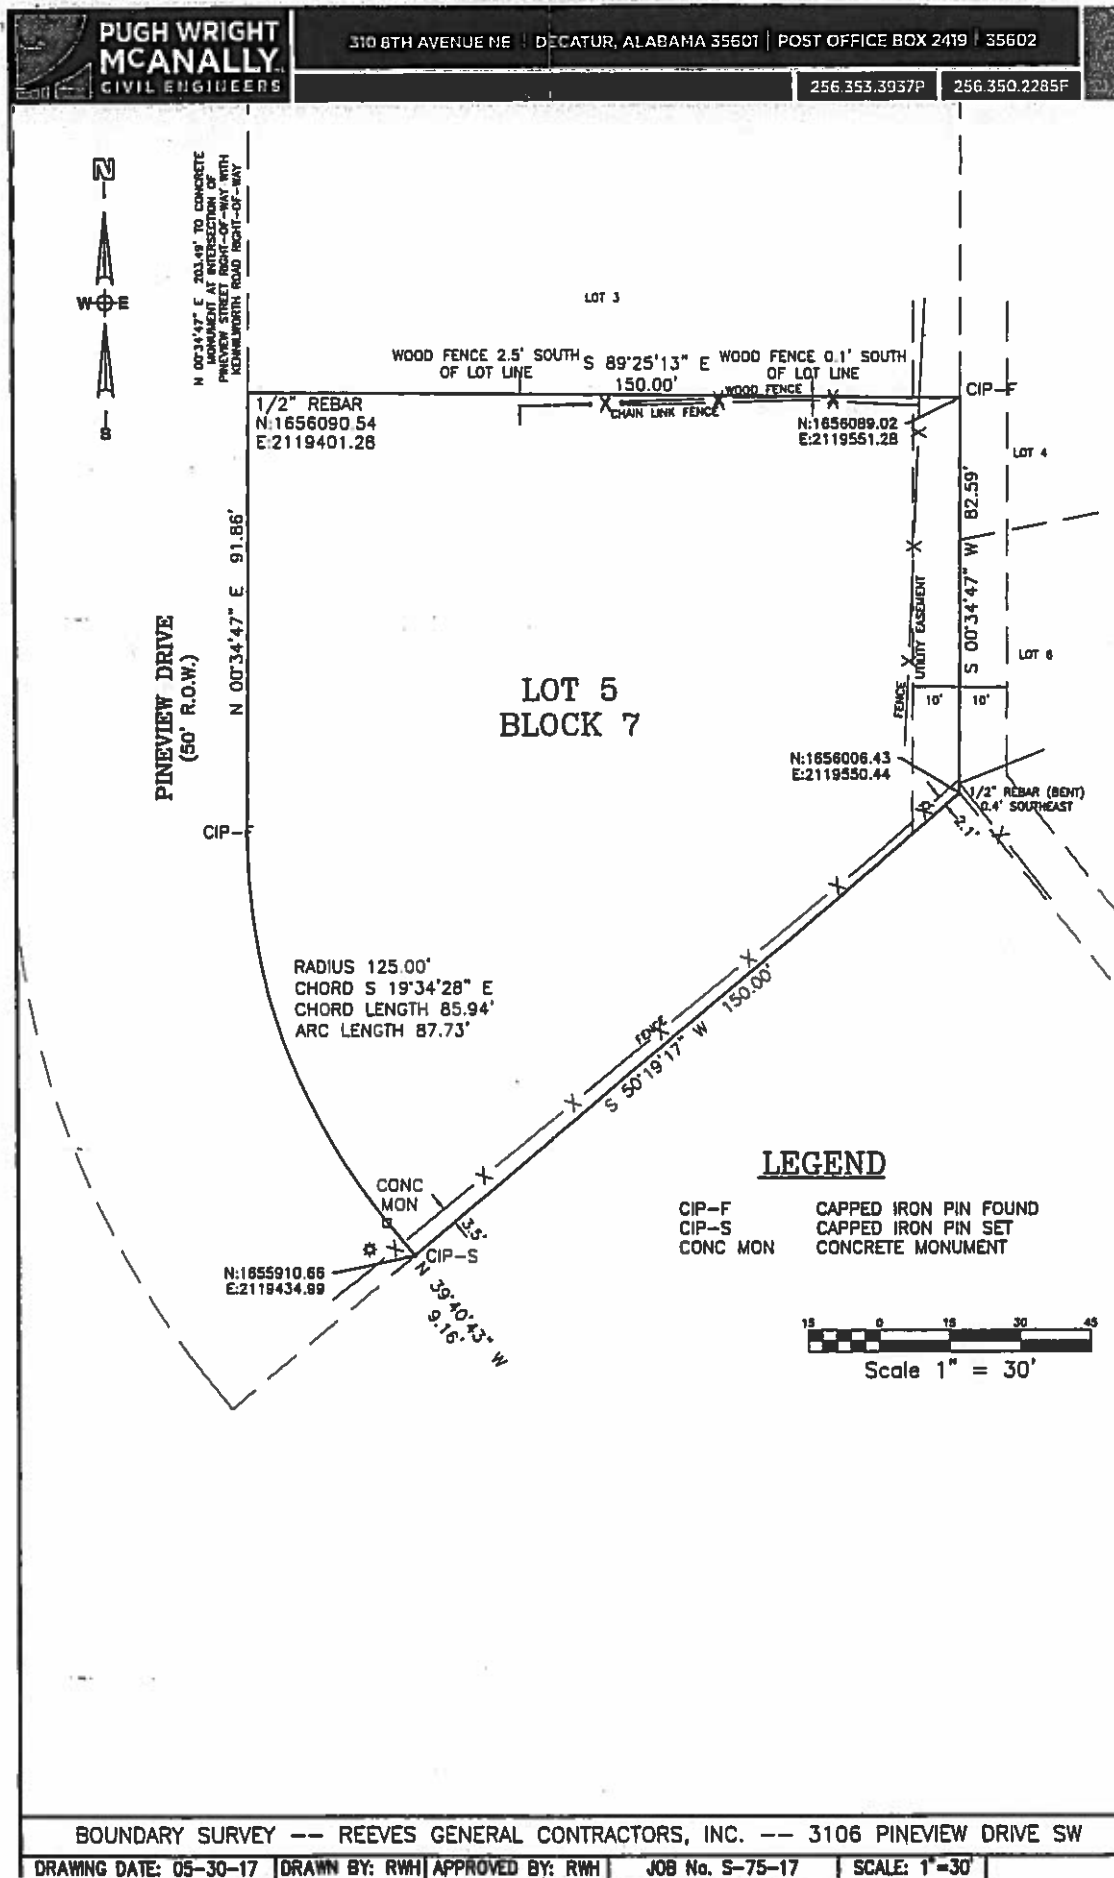 PUGH WRIGHT
MCANALLY
CIVIL ENGINEERS
310 8TH AVENUE NE | DECATUR, ALABAMA 35601 | POST OFFICE BOX 2419 | 35602
256.353.3937P
256.350.2285F
N
W E
S
N 00°34'47" E 203.49' TO CONCRETE
MONUMENT AT INTERSECTION OF
PINEVIEW STREET RIGHT-OF-WAY WITH
KENNILWORTH ROAD RIGHT-OF-WAY
LOT 3
WOOD FENCE 2.5' SOUTH
OF LOT LINE
S 89°25'13" E
150.00'
WOOD FENCE 0.1' SOUTH
OF LOT LINE
WOOD FENCE
CHAIN LINK FENCE
CIP-F
1/2" REBAR
N:1656090.54
E:2119401.28
N:1656089.02
E:2119551.28
LOT 4
S 00°34'47" W 82.59'
N 00°34'47" E 91.86'
PINEVIEW DRIVE
(50' R.O.W.)
UTILITY EASEMENT
LOT 6
LOT 5
BLOCK 7
FENCE
10'
10'
N:1656006.43
E:2119550.44
1/2" REBAR (BENT)
0.4' SOUTHEAST
2.1'
CIP-F
RADIUS 125.00'
CHORD S 19°34'28" E
CHORD LENGTH 85.94'
ARC LENGTH 87.73'
FENCE
S 50°19'17" W 150.00'
CONC
MON
3.5'
CIP-S
N:1655910.66
E:2119434.99
N 39°40'43" W
9.16'
LEGEND
CIP-F CAPPED IRON PIN FOUND
CIP-S CAPPED IRON PIN SET
CONC MON CONCRETE MONUMENT
15 0 15 30 45
Scale 1" = 30'
BOUNDARY SURVEY -- REEVES GENERAL CONTRACTORS, INC. -- 3106 PINEVIEW DRIVE SW
DRAWING DATE: 05-30-17 DRAWN BY: RWH APPROVED BY: RWH JOB No. S-75-17 SCALE: 1"=30'